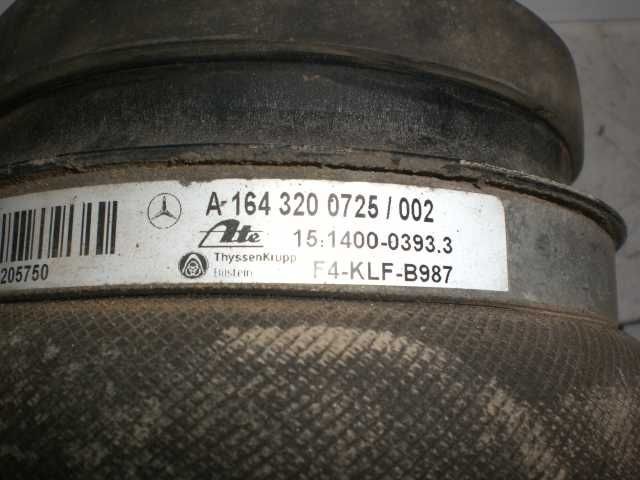 A 164 320 0725 / 002
Ate 15.1400-0393.3
205750
ThyssenKrupp
Bilstein
F4-KLF-B987